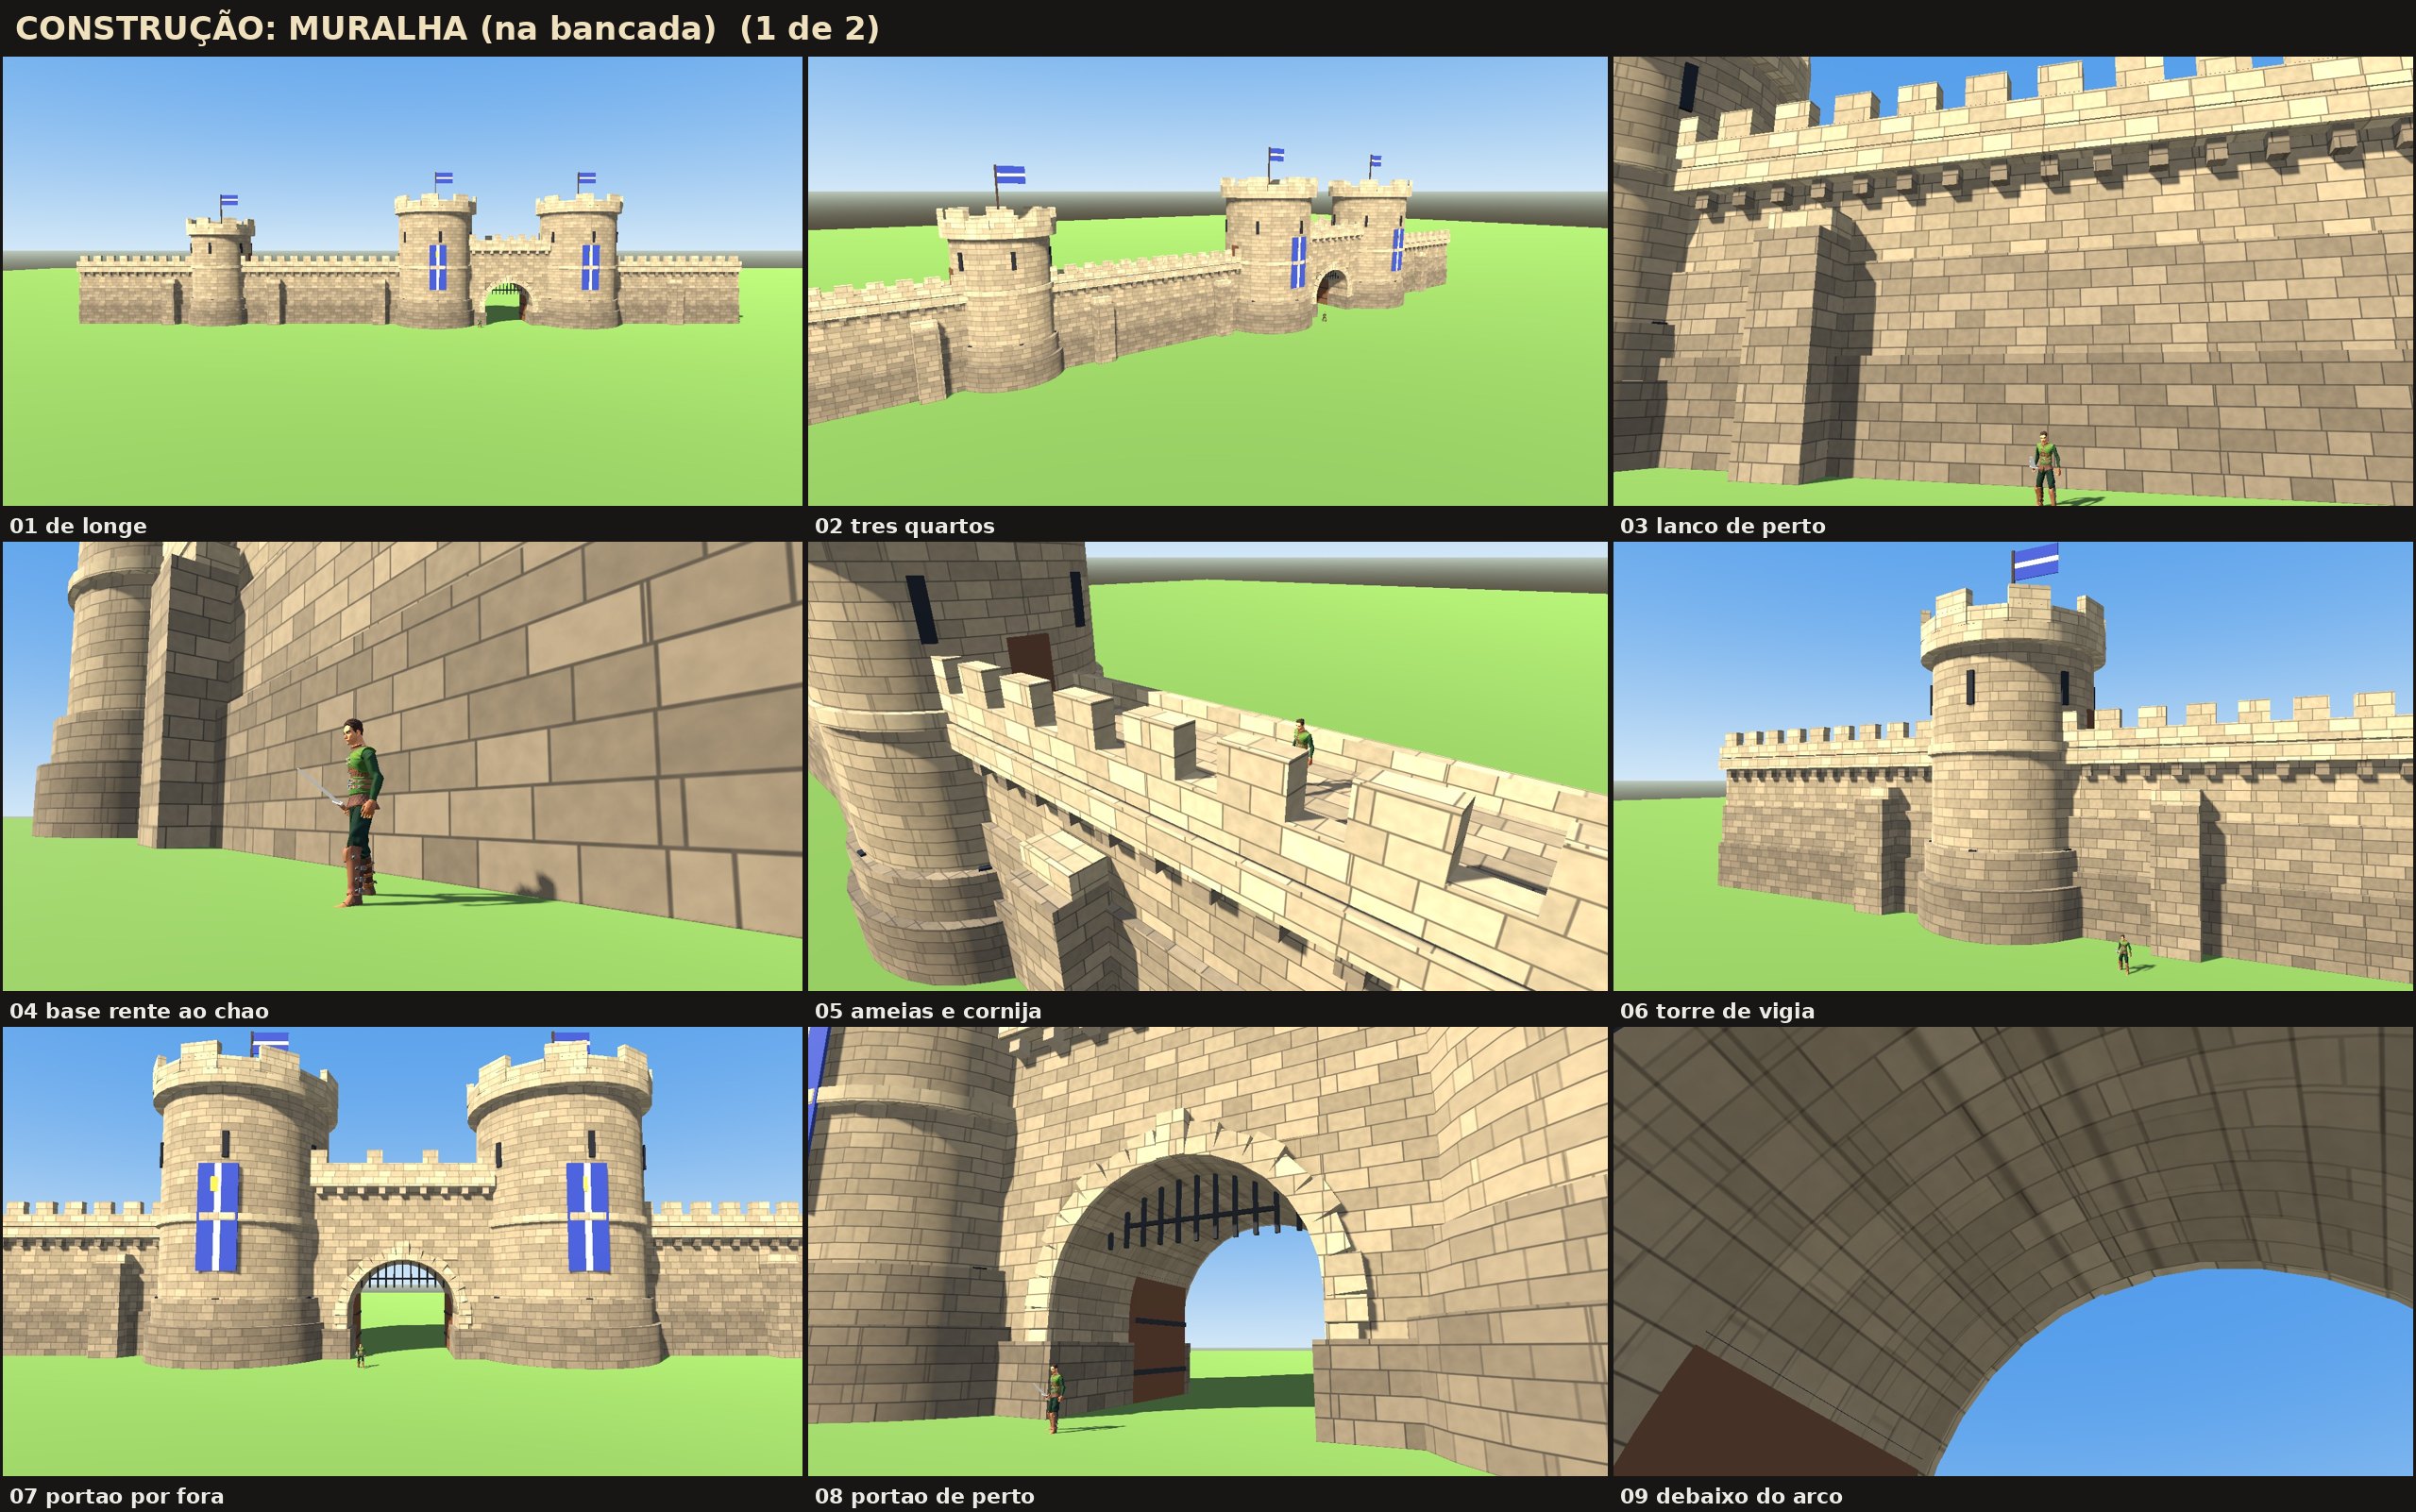 CONSTRUÇÃO: MURALHA (na bancada)  (1 de 2)
01 de longe
02 tres quartos
03 lanco de perto
04 base rente ao chao
05 ameias e cornija
06 torre de vigia
07 portao por fora
08 portao de perto
09 debaixo do arco